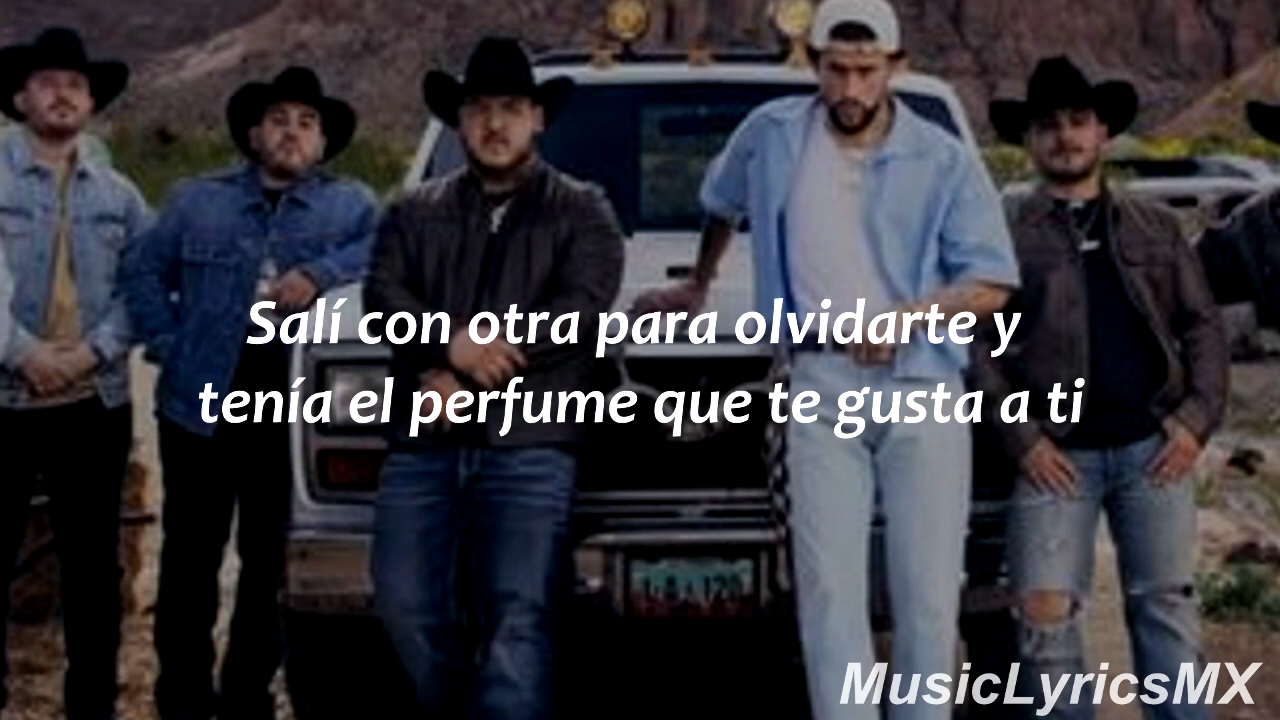 Salí con otra para olvidarte y
tenía el perfume que te gusta a ti
MusicLyricsMX